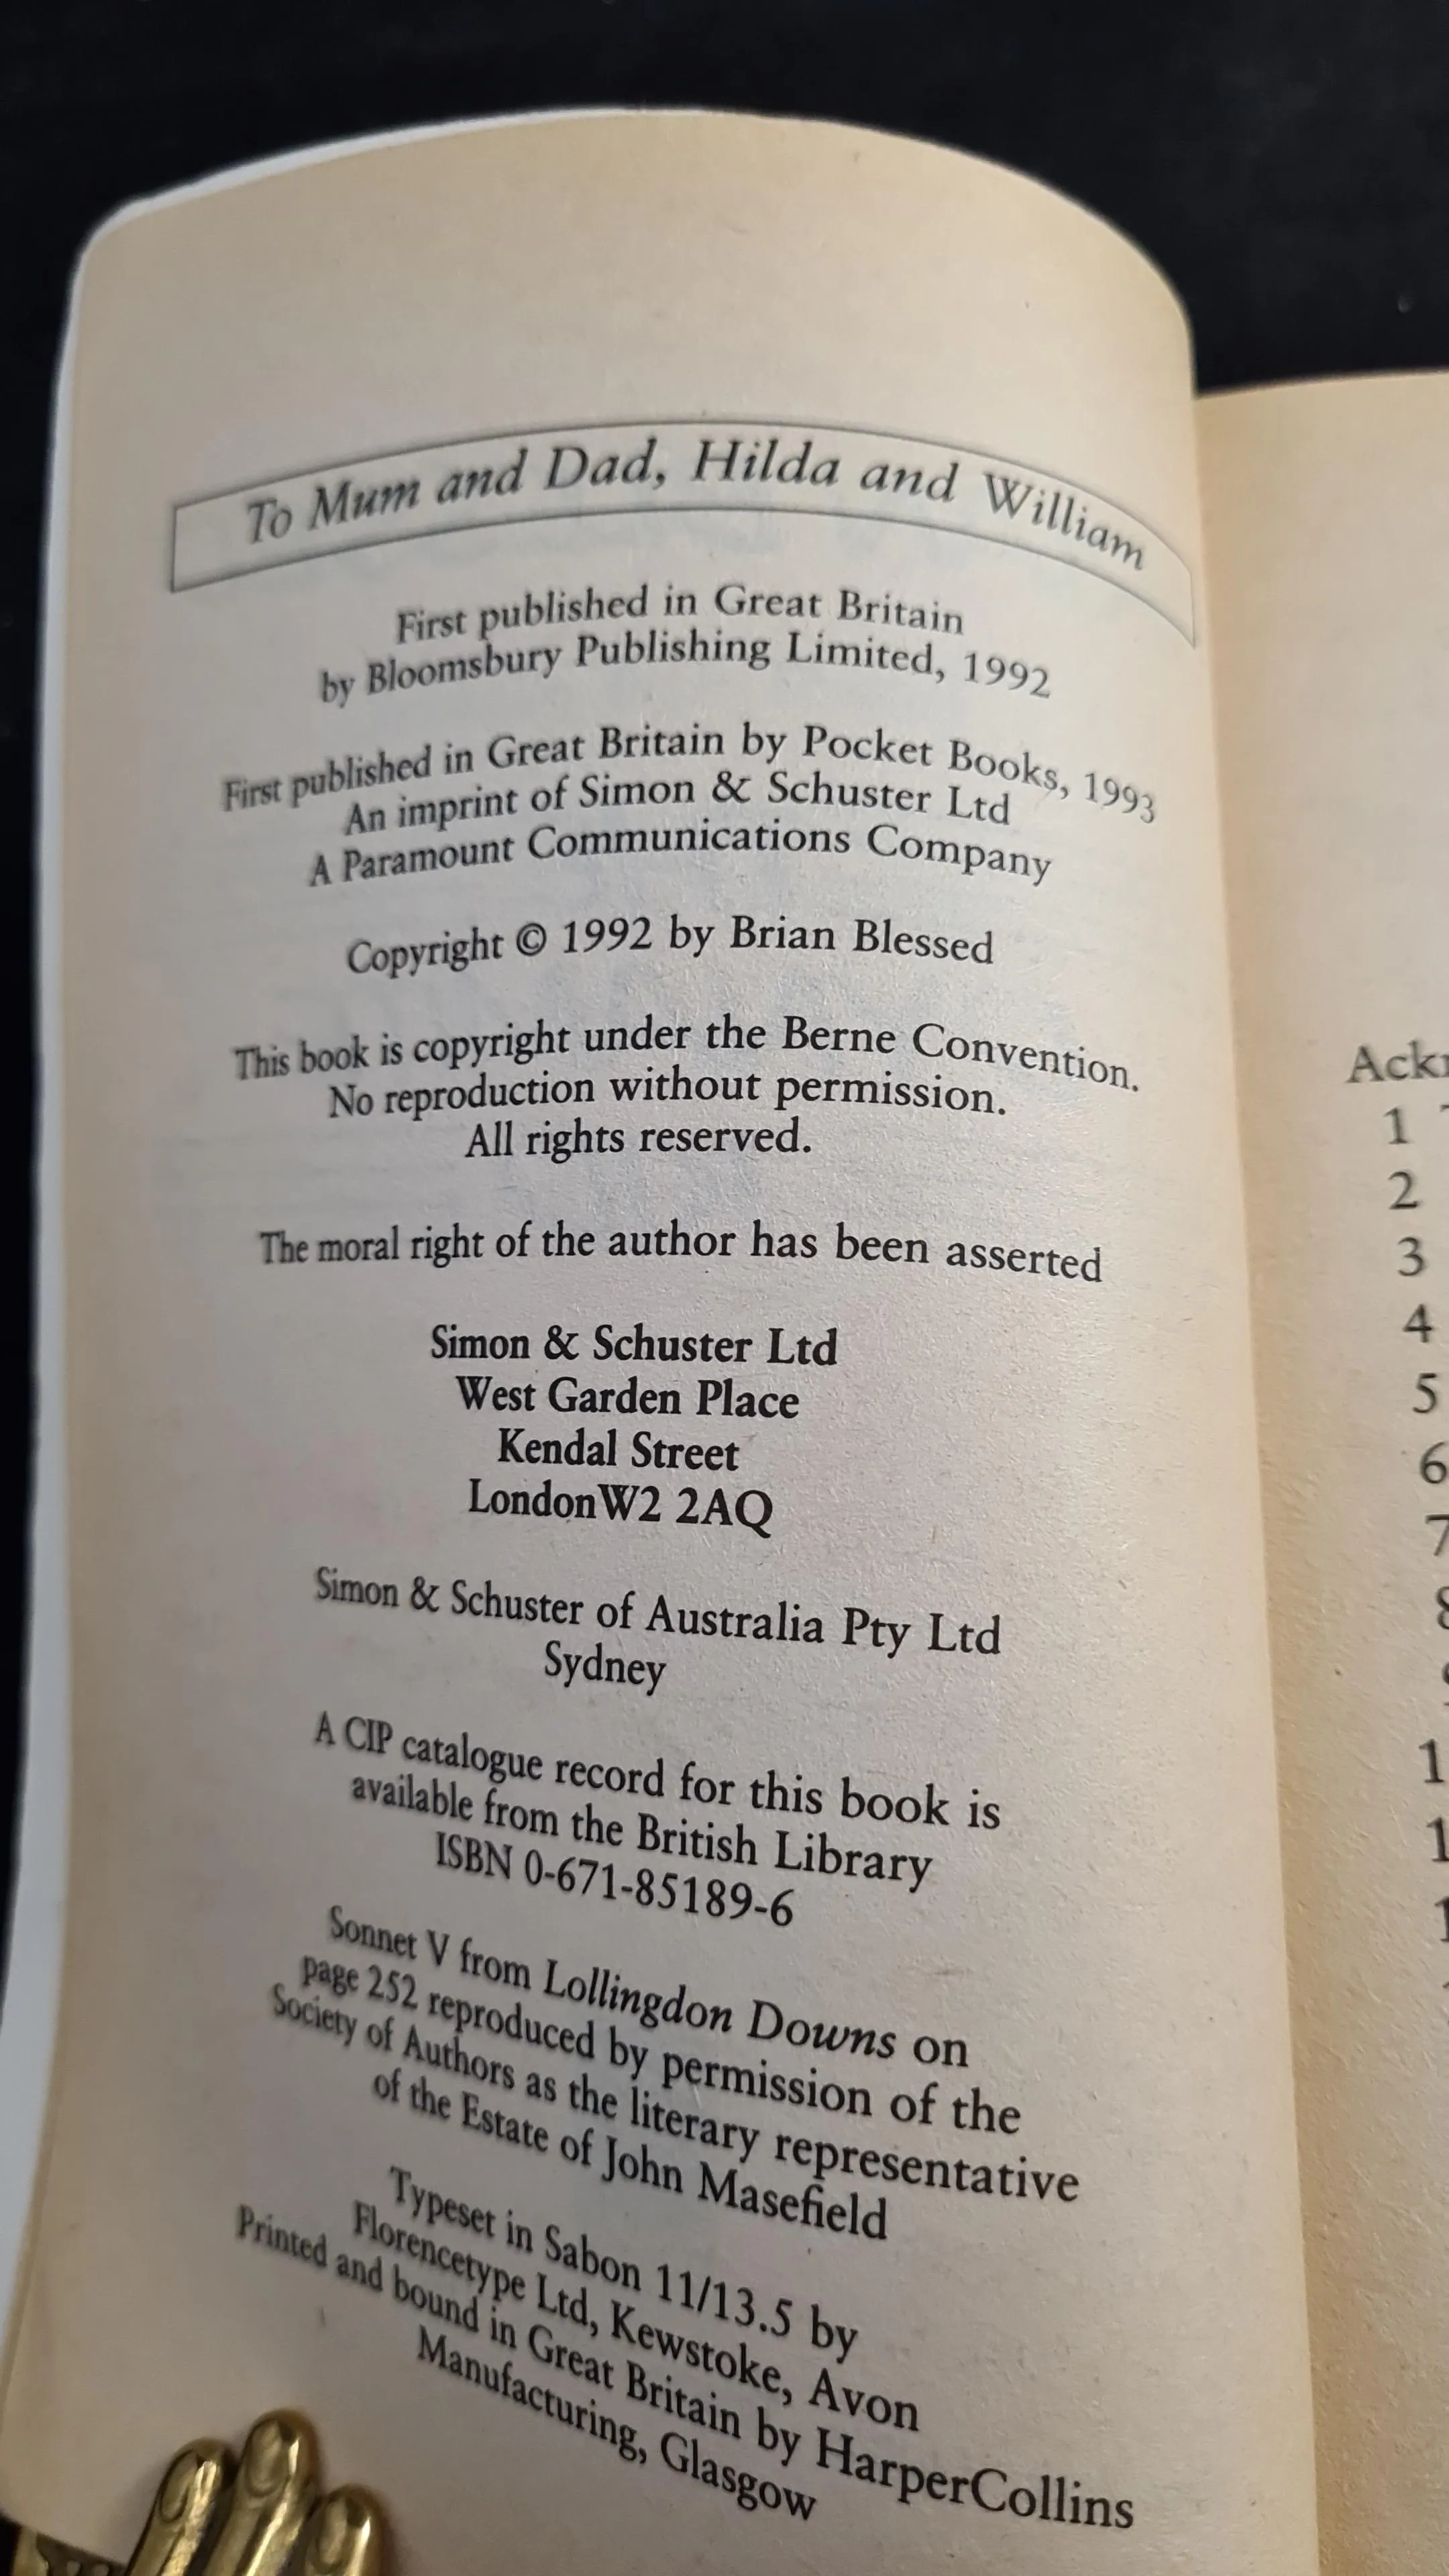 To Mum and Dad, Hilda and William
First published in Great Britain
by Bloomsbury Publishing Limited, 1992
First published in Great Britain by Pocket Books, 1993
An imprint of Simon & Schuster Ltd
A Paramount Communications Company
Copyright © 1992 by Brian Blessed
This book is copyright under the Berne Convention.
No reproduction without permission.
All rights reserved.
The moral right of the author has been asserted
Simon & Schuster Ltd
West Garden Place
Kendal Street
London W2 2AQ
Simon & Schuster of Australia Pty Ltd
Sydney
A CIP catalogue record for this book is
available from the British Library
ISBN 0-671-85189-6
Sonnet V from Lollingdon Downs on
page 252 reproduced by permission of the
Society of Authors as the literary representative
of the Estate of John Masefield
Typeset in Sabon 11/13.5 by
Florencetype Ltd, Kewstoke, Avon
Printed and bound in Great Britain by HarperCollins
Manufacturing, Glasgow
1
2
3
4
5
6
7
8